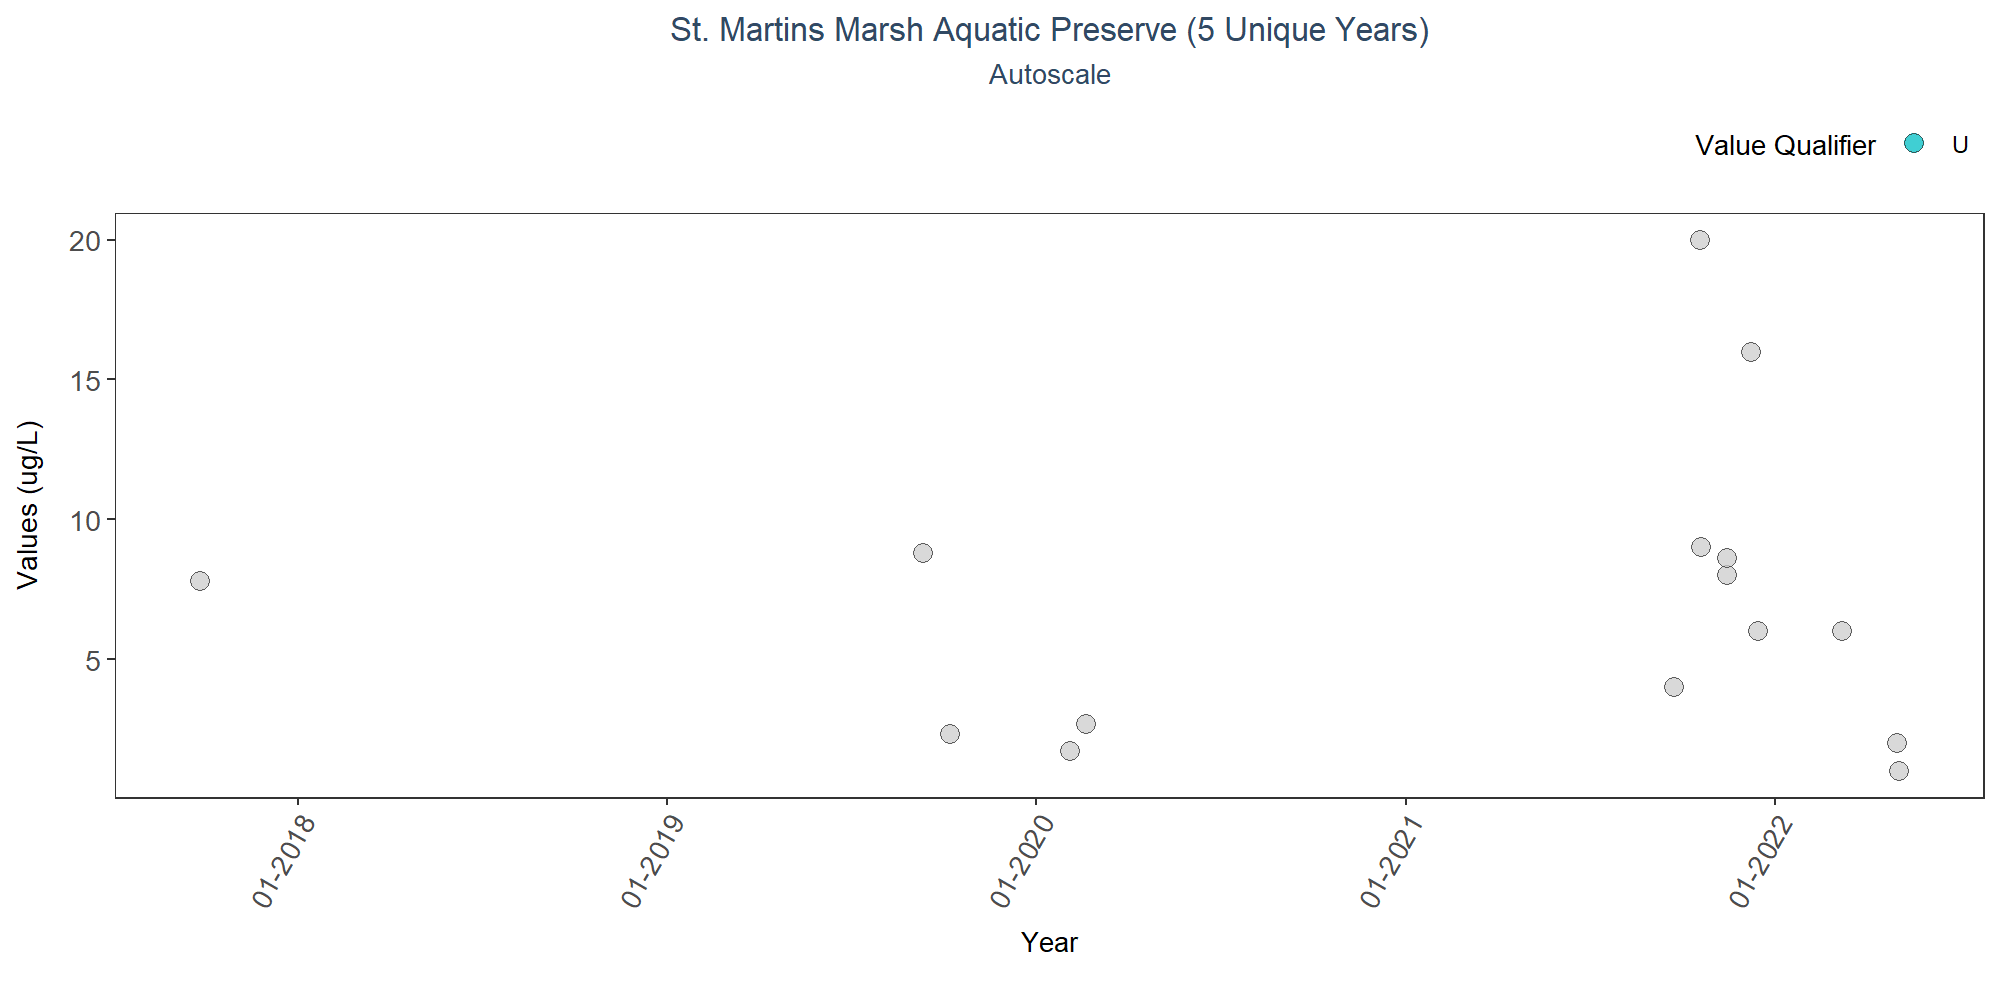 St. Martins Marsh Aquatic Preserve (5 Unique Years)
Autoscale
Value Qualifier U
20
15
10
5
Values (ug/L)
01-2018
01-2019
01-2020
01-2021
01-2022
Year